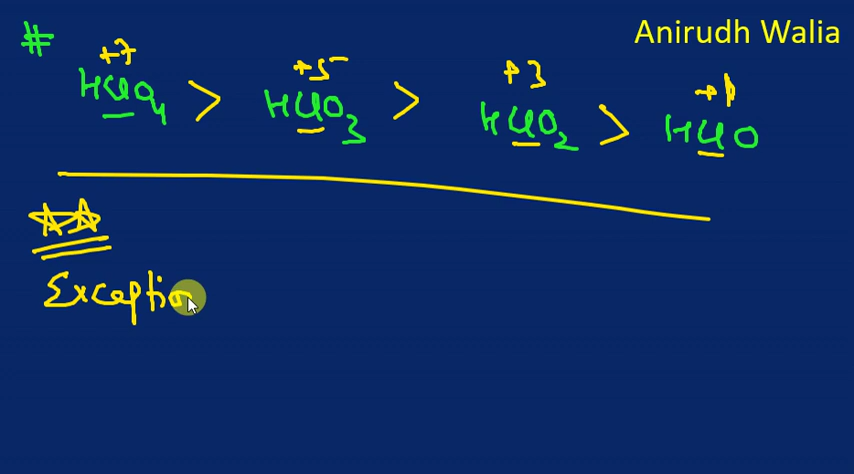 Anirudh Walia
# +7 +5 +3 +1
HClO4 > HClO3 > HClO2 > HClO
Exception